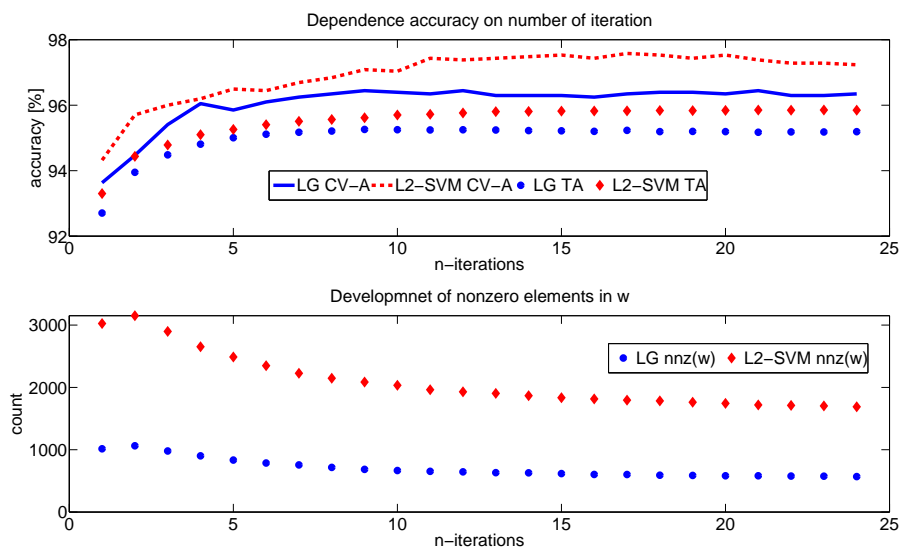 Dependence accuracy on number of iteration
98
96
94
92
accuracy [%]
LG CV−A L2−SVM CV−A LG TA L2−SVM TA
0 5 10 15 20 25
n−iterations
Developmnet of nonzero elements in w
3000
2000
1000
0
count
LG nnz(w) L2−SVM nnz(w)
0 5 10 15 20 25
n−iterations